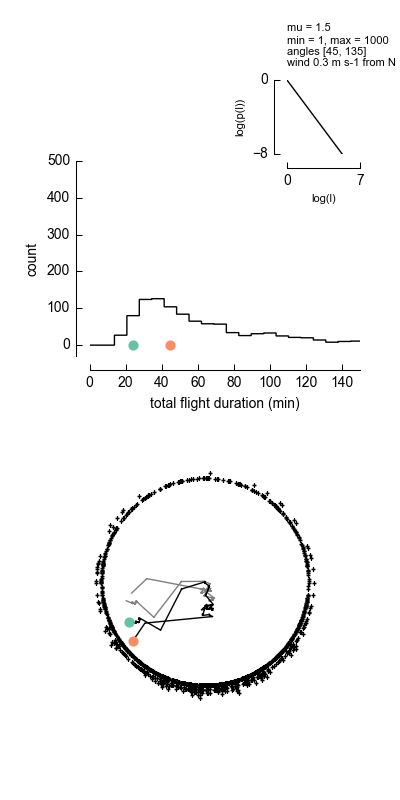 mu = 1.5
min = 1, max = 1000
angles [45, 135]
wind 0.3 m s-1 from N
0
log(p(l))
−8
0 7
log(l)
500
400
300
count
200
100
0
0 20 40 60 80 100 120 140
total flight duration (min)